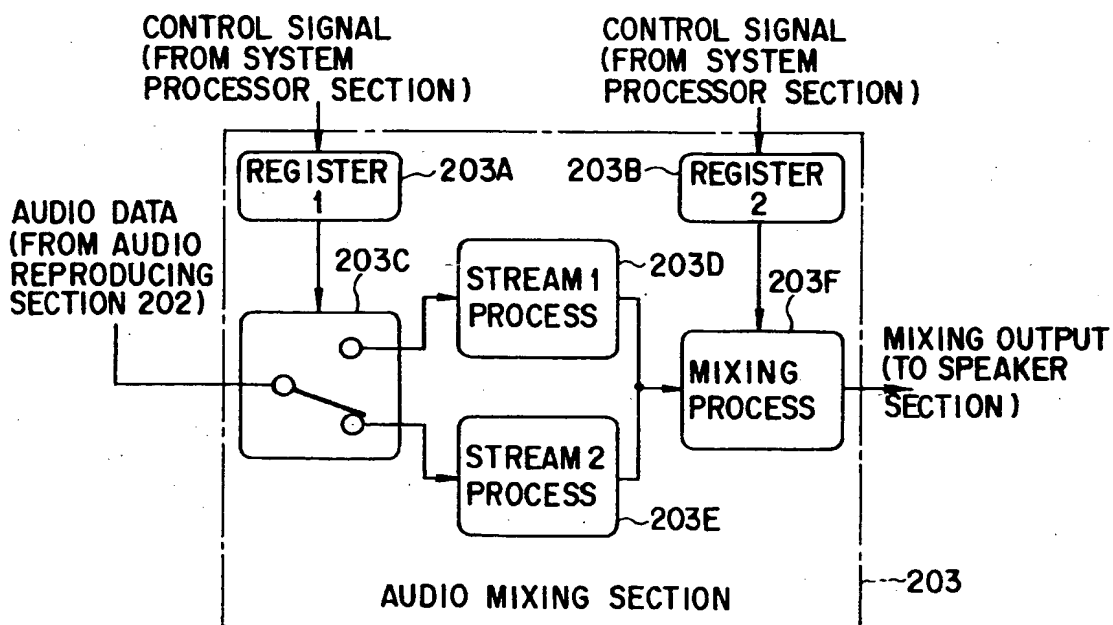 CONTROL SIGNAL
(FROM SYSTEM
PROCESSOR SECTION)
CONTROL SIGNAL
(FROM SYSTEM
PROCESSOR SECTION)
REGISTER
1
203A
203B
REGISTER
2
AUDIO DATA
(FROM AUDIO
REPRODUCING
SECTION 202)
203C
STREAM 1
PROCESS
203D
203F
MIXING
PROCESS
MIXING OUTPUT
(TO SPEAKER
SECTION)
STREAM 2
PROCESS
203E
AUDIO MIXING SECTION
203